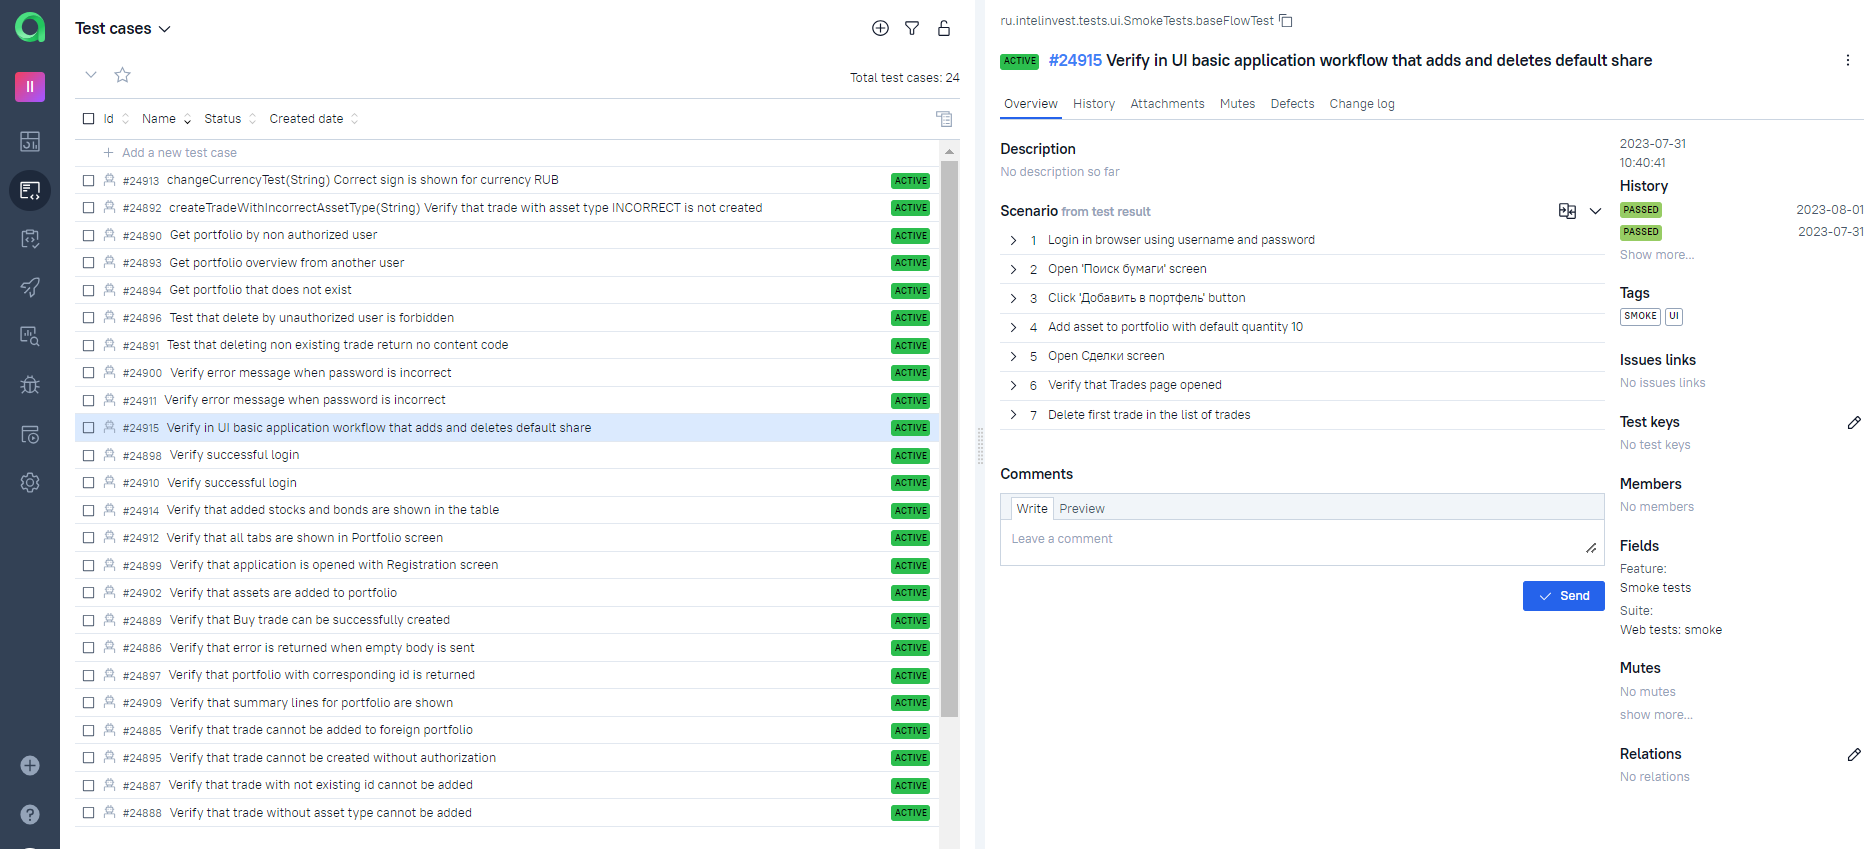 II
Test cases
Total test cases: 24
Id Name Status Created date
Add a new test case
#24913 changeCurrencyTest(String) Correct sign is shown for currency RUB ACTIVE
#24892 createTradeWithIncorrectAssetType(String) Verify that trade with asset type INCORRECT is not created ACTIVE
#24890 Get portfolio by non authorized user ACTIVE
#24893 Get portfolio overview from another user ACTIVE
#24894 Get portfolio that does not exist ACTIVE
#24896 Test that delete by unauthorized user is forbidden ACTIVE
#24891 Test that deleting non existing trade return no content code ACTIVE
#24900 Verify error message when password is incorrect ACTIVE
#24911 Verify error message when password is incorrect ACTIVE
#24915 Verify in UI basic application workflow that adds and deletes default share ACTIVE
#24898 Verify successful login ACTIVE
#24910 Verify successful login ACTIVE
#24914 Verify that added stocks and bonds are shown in the table ACTIVE
#24912 Verify that all tabs are shown in Portfolio screen ACTIVE
#24899 Verify that application is opened with Registration screen ACTIVE
#24902 Verify that assets are added to portfolio ACTIVE
#24889 Verify that Buy trade can be successfully created ACTIVE
#24886 Verify that error is returned when empty body is sent ACTIVE
#24897 Verify that portfolio with corresponding id is returned ACTIVE
#24909 Verify that summary lines for portfolio are shown ACTIVE
#24885 Verify that trade cannot be added to foreign portfolio ACTIVE
#24895 Verify that trade cannot be created without authorization ACTIVE
#24887 Verify that trade with not existing id cannot be added ACTIVE
#24888 Verify that trade without asset type cannot be added ACTIVE
ru.intelinvest.tests.ui.SmokeTests.baseFlowTest
ACTIVE #24915 Verify in UI basic application workflow that adds and deletes default share
Overview History Attachments Mutes Defects Change log
Description
No description so far
Scenario from test result
1 Login in browser using username and password
2 Open 'Поиск бумаги' screen
3 Click 'Добавить в портфель' button
4 Add asset to portfolio with default quantity 10
5 Open Сделки screen
6 Verify that Trades page opened
7 Delete first trade in the list of trades
Comments
Write Preview
Leave a comment
Send
2023-07-31
10:40:41
History
PASSED 2023-08-01
PASSED 2023-07-31
Show more...
Tags
SMOKE UI
Issues links
No issues links
Test keys
No test keys
Members
No members
Fields
Feature:
Smoke tests
Suite:
Web tests: smoke
Mutes
No mutes
show more...
Relations
No relations